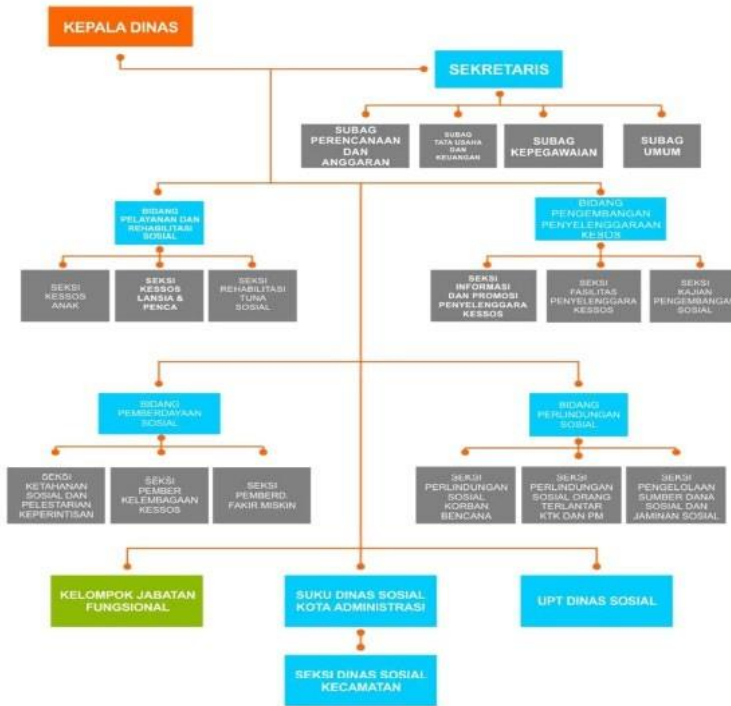 KEPALA DINAS
SEKRETARIS
SUBAG
PERENCANAAN
DAN
ANGGARAN
SUBAG
TATA USAHA
DAN
KEUANGAN
SUBAG
KEPEGAWAIAN
SUBAG
UMUM
BIDANG
PELAYANAN DAN
REHABILITASI
SOSIAL
BIDANG
PENGEMBANGAN
PENYELENGGARAAN
KESOS
SEKSI
KESSOS
ANAK
SEKSI
KESSOS
LANSIA &
PENCA
SEKSI
REHABILITASI
TUNA
SOSIAL
SEKSI
INFORMASI
DAN PROMOSI
PENYELENGGARA
KESSOS
SEKSI
FASILITAS
PENYELENGGARA
KESSOS
SEKSI
KAJIAN
PENGEMBANGAN
SOSIAL
BIDANG
PEMBERDAYAAN
SOSIAL
BIDANG
PERLINDUNGAN
SOSIAL
SEKSI
KETAHANAN
SOSIAL DAN
PELESTARIAN
KEPERINTISAN
SEKSI
PEMBER
KELEMBAGAAN
KESSOS
SEKSI
PEMBERD.
FAKIR MISKIN
SEKSI
PERLINDUNGAN
SOSIAL
KORBAN
BENCANA
SEKSI
PERLINDUNGAN
SOSIAL ORANG
TERLANTAR
KTK DAN PM
SEKSI
PENGELOLAAN
SUMBER DANA
SOSIAL DAN
JAMINAN SOSIAL
KELOMPOK JABATAN
FUNGSIONAL
SUKU DINAS SOSIAL
KOTA ADMINISTRASI
UPT DINAS SOSIAL
SEKSI DINAS SOSIAL
KECAMATAN